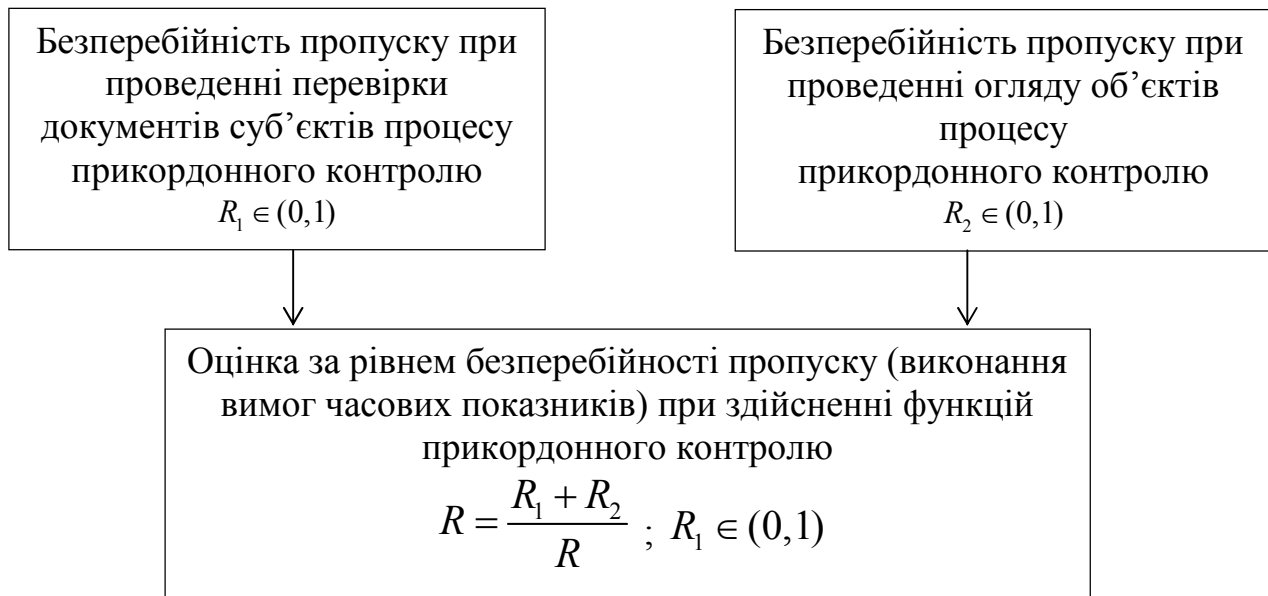 Безперебійність пропуску при
проведенні перевірки
документів суб’єктів процесу
прикордонного контролю
R₁ ∈ (0,1)
Безперебійність пропуску при
проведенні огляду об’єктів
процесу
прикордонного контролю
R₂ ∈ (0,1)
Оцінка за рівнем безперебійності пропуску (виконання
вимог часових показників) при здійсненні функцій
прикордонного контролю
R = (R₁ + R₂) / R ; R₁ ∈ (0,1)